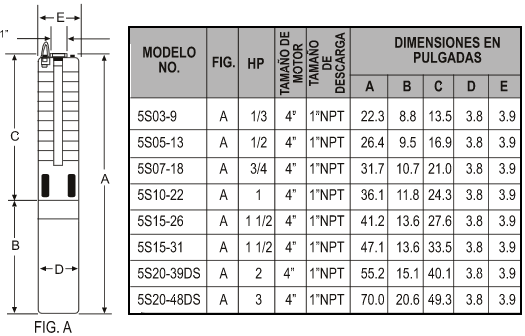 E
1"
C
A
B
D
FIG. A
MODELO NO. FIG. HP TAMAÑO DE MOTOR TAMAÑO DE DESCARGA DIMENSIONES EN PULGADAS
A B C D E
5S03-9 A 1/3 4” 1”NPT 22.3 8.8 13.5 3.8 3.9
5S05-13 A 1/2 4” 1”NPT 26.4 9.5 16.9 3.8 3.9
5S07-18 A 3/4 4” 1”NPT 31.7 10.7 21.0 3.8 3.9
5S10-22 A 1 4” 1”NPT 36.1 11.8 24.3 3.8 3.9
5S15-26 A 1 1/2 4” 1”NPT 41.2 13.6 27.6 3.8 3.9
5S15-31 A 1 1/2 4” 1”NPT 47.1 13.6 33.5 3.8 3.9
5S20-39DS A 2 4” 1”NPT 55.2 15.1 40.1 3.8 3.9
5S20-48DS A 3 4” 1”NPT 70.0 20.6 49.3 3.8 3.9